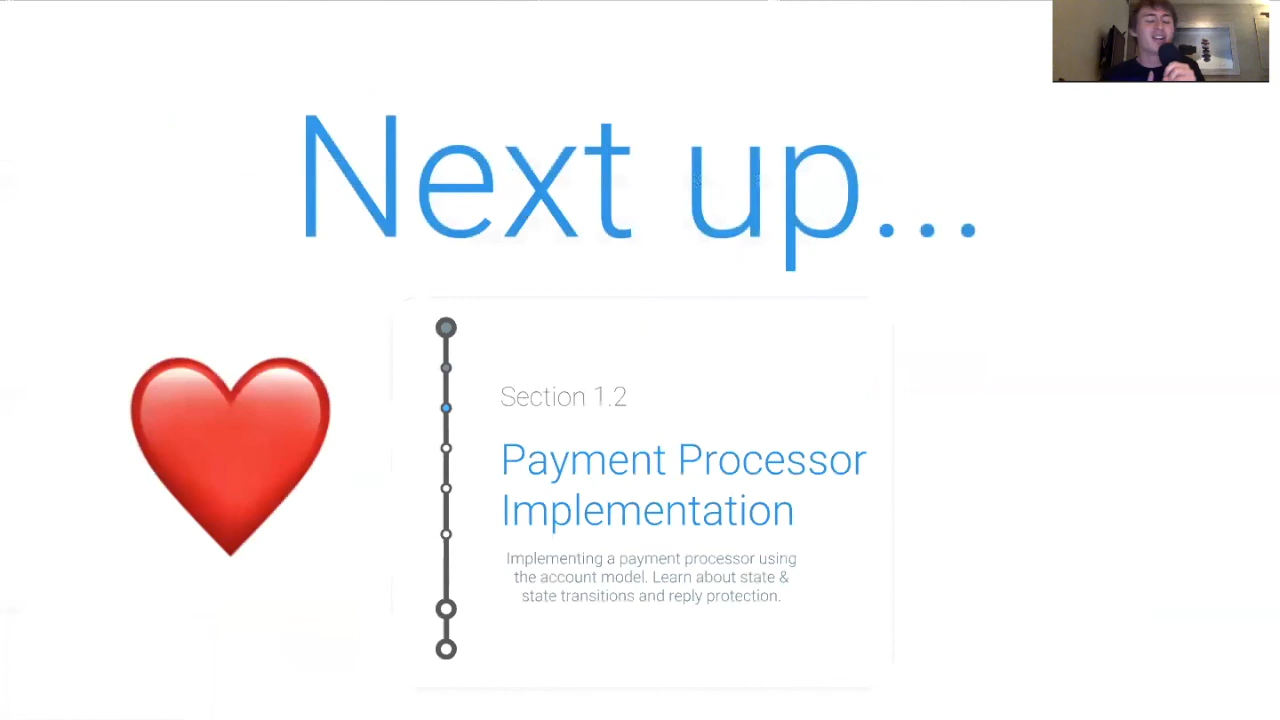 Next up...
Section 1.2
Payment Processor
Implementation
Implementing a payment processor using
the account model. Learn about state &
state transitions and reply protection.